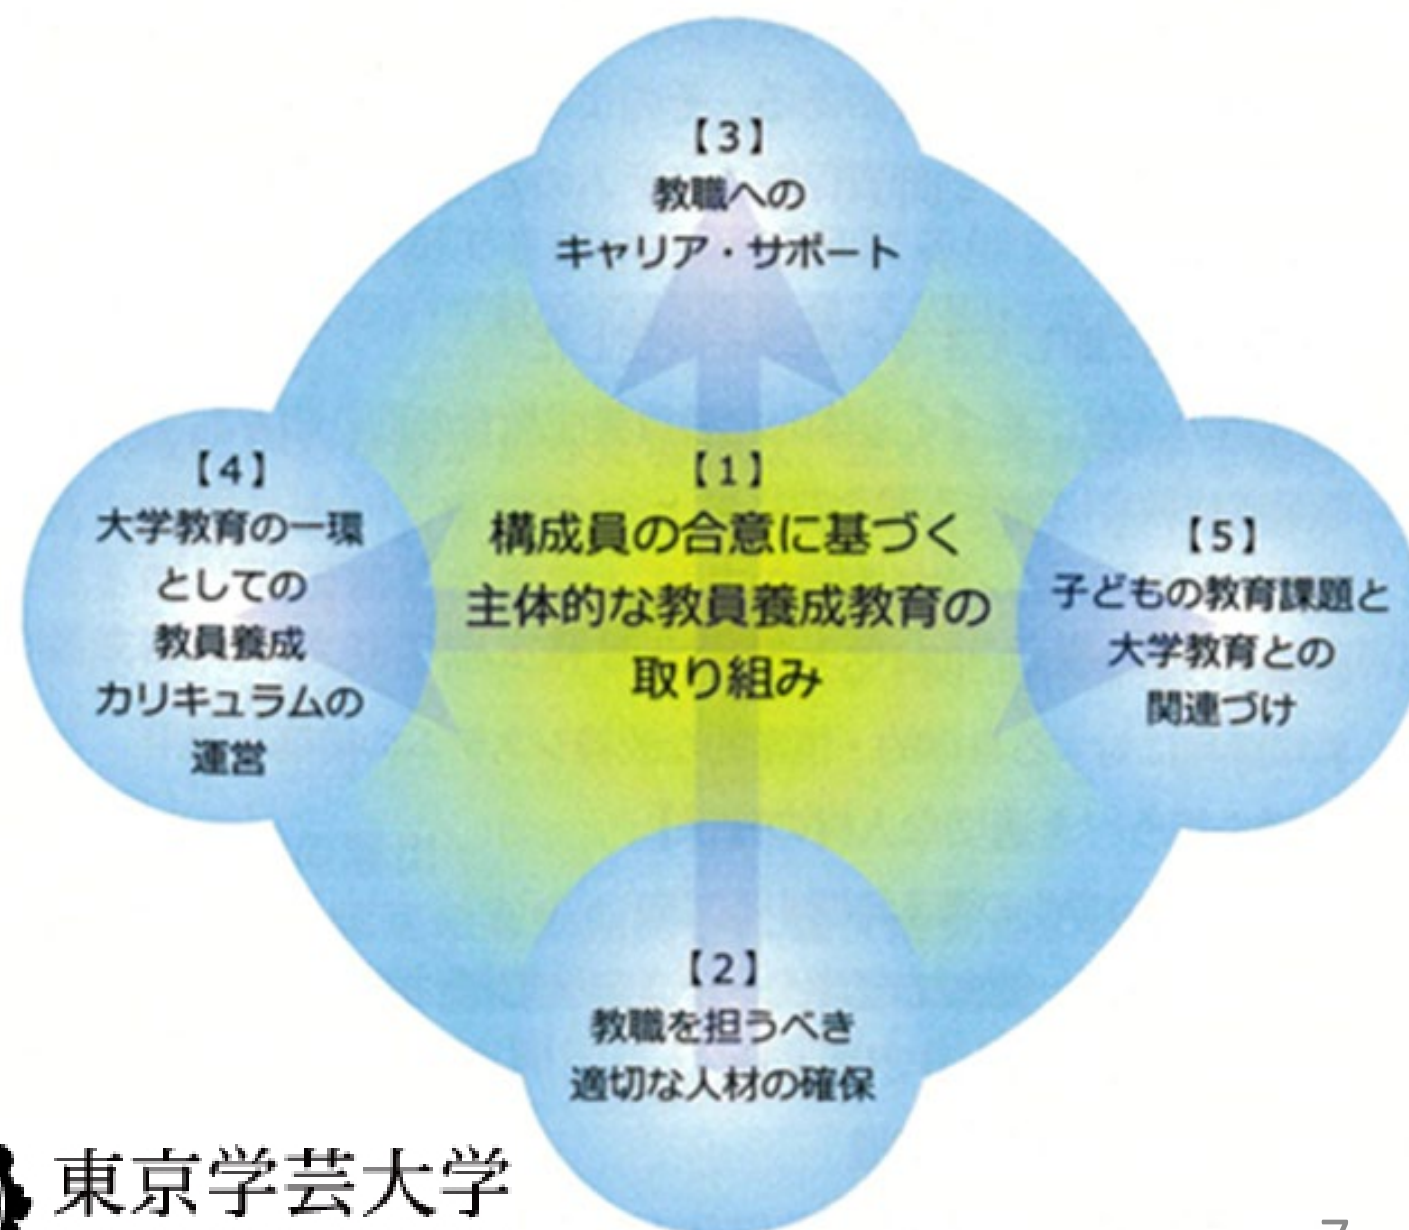 【3】
教職への
キャリア・サポート
【4】
大学教育の一環
としての
教員養成
カリキュラムの
運営
【1】
構成員の合意に基づく
主体的な教員養成教育の
取り組み
【5】
子どもの教育課題と
大学教育との
関連づけ
【2】
教職を担うべき
適切な人材の確保
東京学芸大学
7